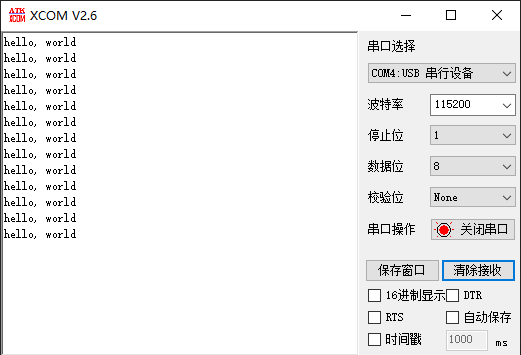 ATK
XCOM
XCOM V2.6
hello, world
hello, world
hello, world
hello, world
hello, world
hello, world
hello, world
hello, world
hello, world
hello, world
hello, world
hello, world
hello, world
串口选择
COM4:USB 串行设备
波特率 115200
停止位 1
数据位 8
校验位 None
串口操作 关闭串口
保存窗口 清除接收
16进制显示 DTR
RTS 自动保存
时间戳 1000 ms